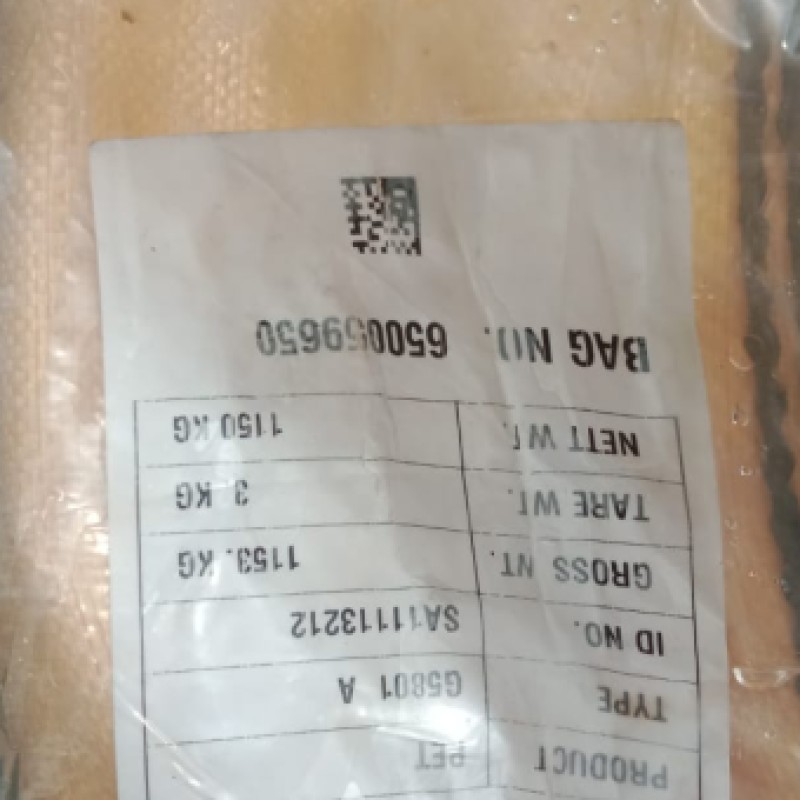 PRODUCT PET
TYPE G5801 A
ID NO. SA11113212
GROSS WT. 1153. KG
TARE WT. 3. KG
NETT WT. 1150 KG
BAG NO. 650059650